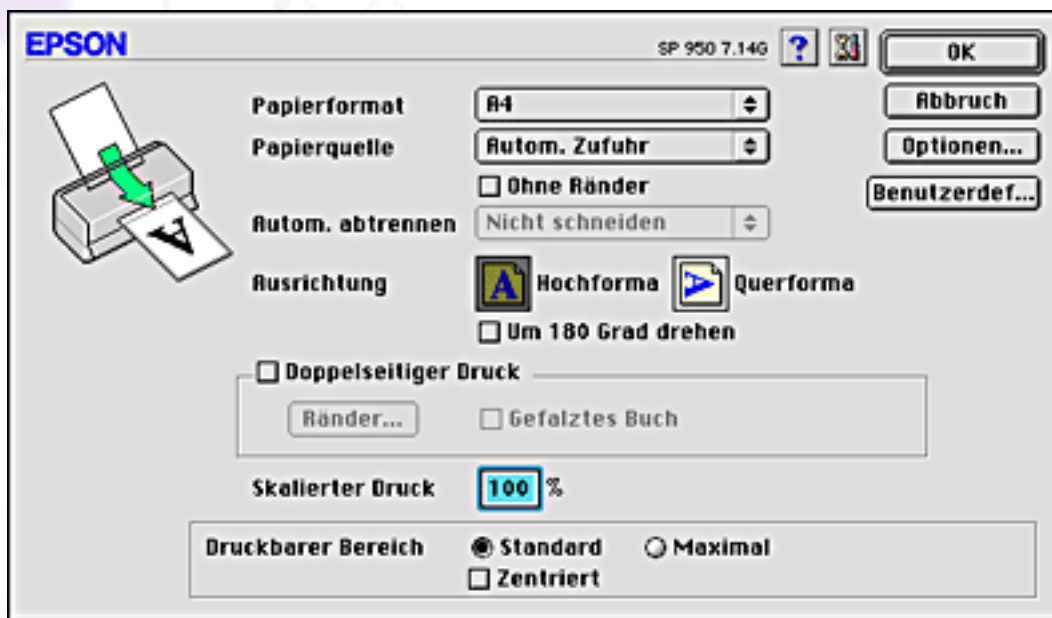 EPSON
SP 950 7.14G
?
OK
Papierformat
A4
Abbruch
Papierquelle
Autom. Zufuhr
Optionen...
Ohne Ränder
Benutzerdef...
Autom. abtrennen
Nicht schneiden
Ausrichtung
A Hochforma
A Querforma
Um 180 Grad drehen
Doppelseitiger Druck
Ränder...
Gefalztes Buch
Skalierter Druck
100 %
Druckbarer Bereich
Standard
Maximal
Zentriert
A